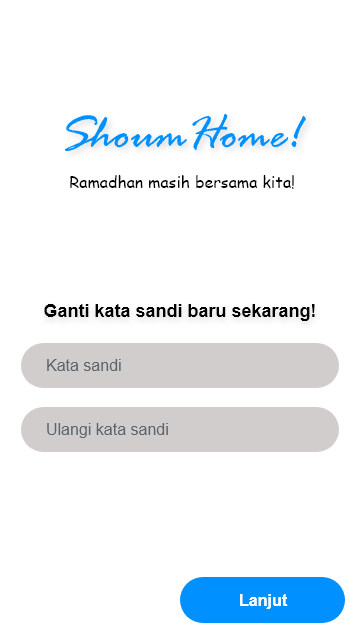 Shoum Home!
Ramadhan masih bersama kita!
Ganti kata sandi baru sekarang!
Kata sandi
Ulangi kata sandi
Lanjut